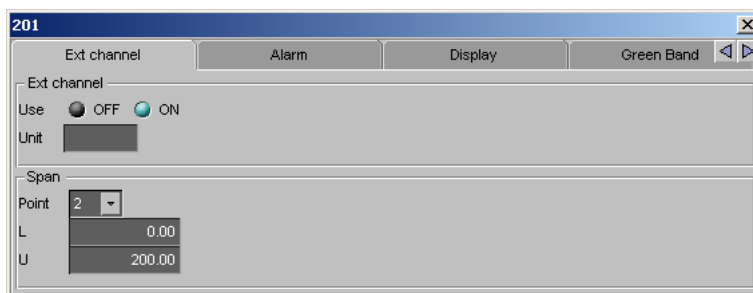 201
Ext channel Alarm Display Green Band
Ext channel
Use OFF ON
Unit
Span
Point 2
L 0.00
U 200.00